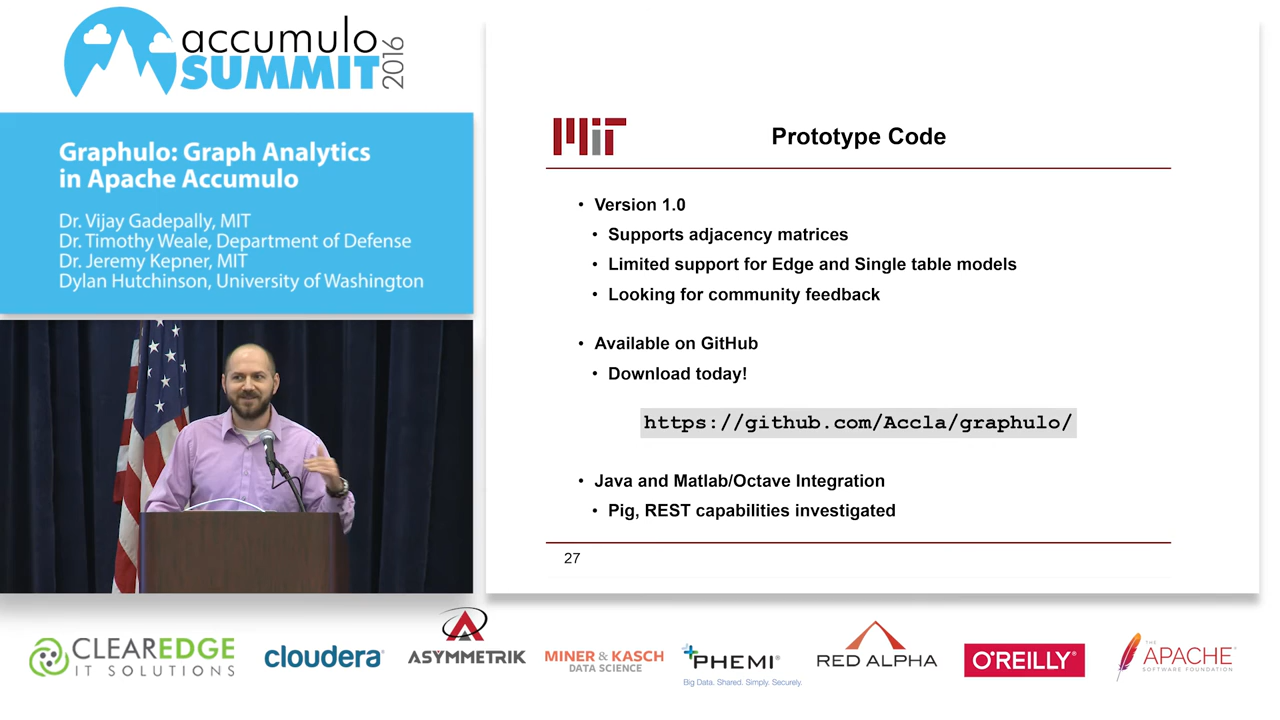 accumulo
SUMMIT
2016
Graphulo: Graph Analytics
in Apache Accumulo
Dr. Vijay Gadepally, MIT
Dr. Timothy Weale, Department of Defense
Dr. Jeremy Kepner, MIT
Dylan Hutchinson, University of Washington
MIT
Prototype Code
• Version 1.0
• Supports adjacency matrices
• Limited support for Edge and Single table models
• Looking for community feedback
• Available on GitHub
• Download today!
https://github.com/Accla/graphulo/
• Java and Matlab/Octave Integration
• Pig, REST capabilities investigated
27
CLEAREDGE
IT SOLUTIONS
cloudera
ASYMMETRIK
MINER & KASCH
DATA SCIENCE
PHEMI
Big Data. Shared. Simply. Securely.
RED ALPHA
O'REILLY®
THE
APACHE
SOFTWARE FOUNDATION